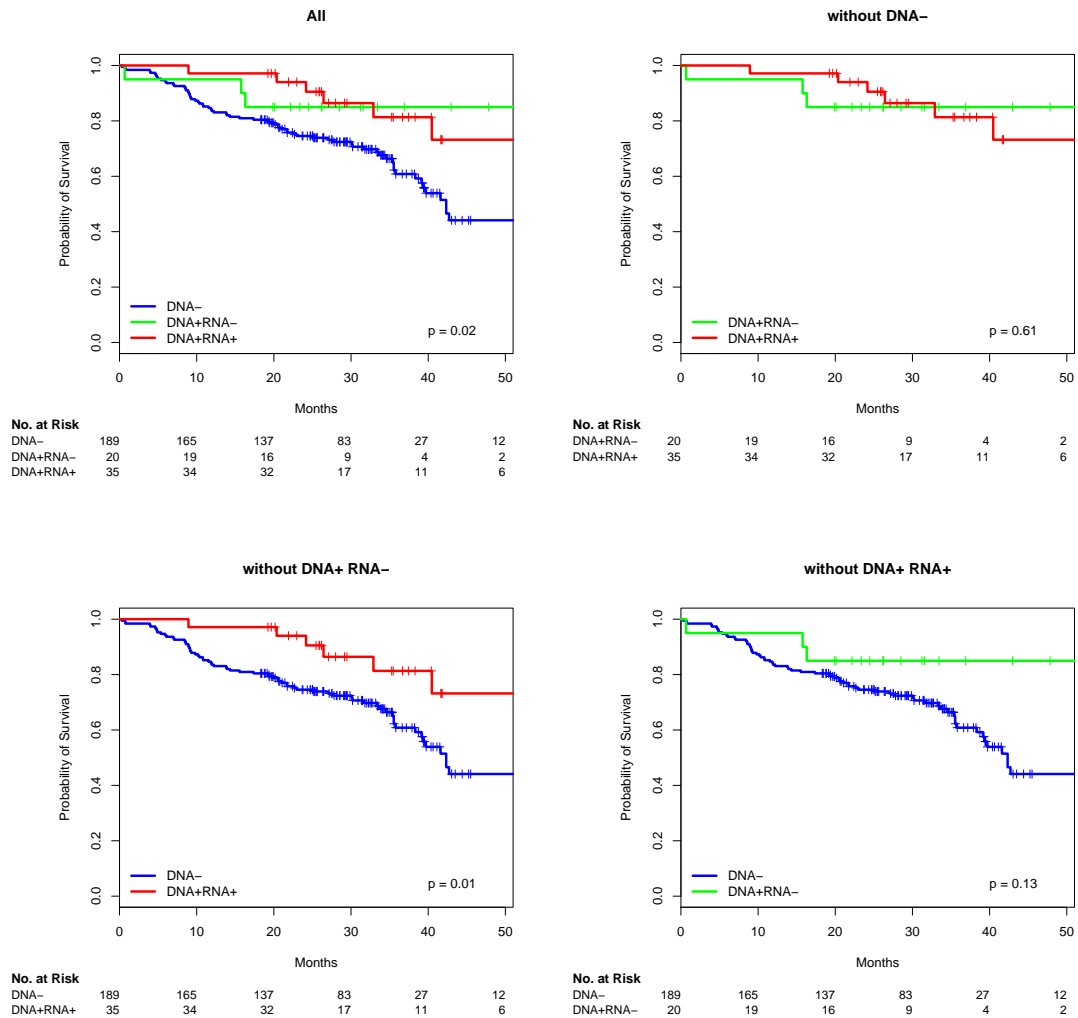 All
Probability of Survival
1.0
0.8
0.6
0.4
0.2
0.0
DNA−
DNA+RNA−
DNA+RNA+
p = 0.02
0 10 20 30 40 50
Months
No. at Risk
DNA− 189 165 137 83 27 12
DNA+RNA− 20 19 16 9 4 2
DNA+RNA+ 35 34 32 17 11 6
without DNA−
Probability of Survival
1.0
0.8
0.6
0.4
0.2
0.0
DNA+RNA−
DNA+RNA+
p = 0.61
0 10 20 30 40 50
Months
No. at Risk
DNA+RNA− 20 19 16 9 4 2
DNA+RNA+ 35 34 32 17 11 6
without DNA+ RNA−
Probability of Survival
1.0
0.8
0.6
0.4
0.2
0.0
DNA−
DNA+RNA+
p = 0.01
0 10 20 30 40 50
Months
No. at Risk
DNA− 189 165 137 83 27 12
DNA+RNA+ 35 34 32 17 11 6
without DNA+ RNA+
Probability of Survival
1.0
0.8
0.6
0.4
0.2
0.0
DNA−
DNA+RNA−
p = 0.13
0 10 20 30 40 50
Months
No. at Risk
DNA− 189 165 137 83 27 12
DNA+RNA− 20 19 16 9 4 2